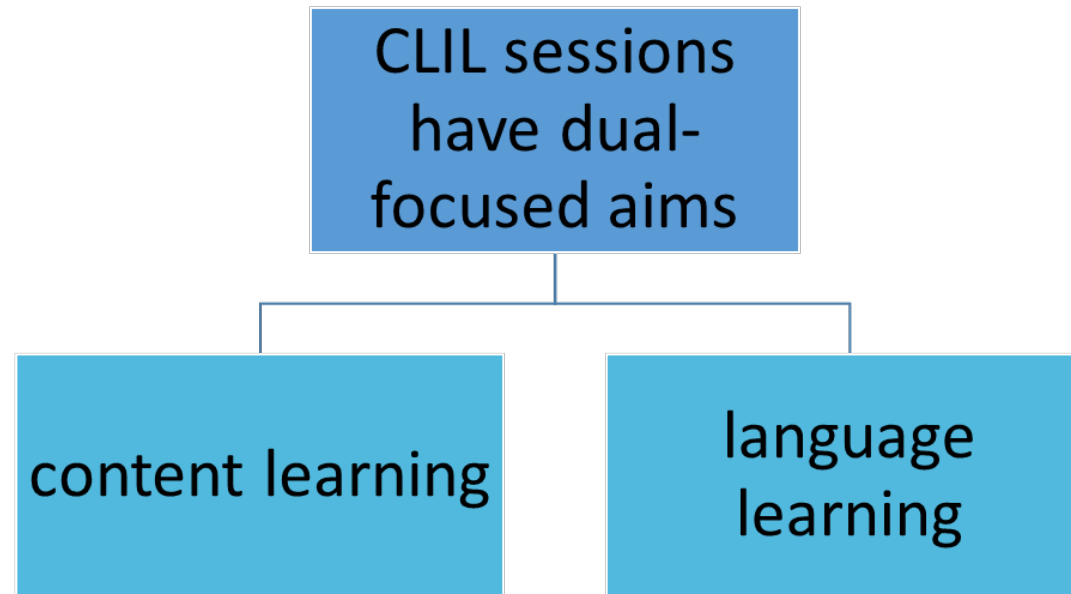 CLIL sessions
have dual-
focused aims
content learning
language
learning